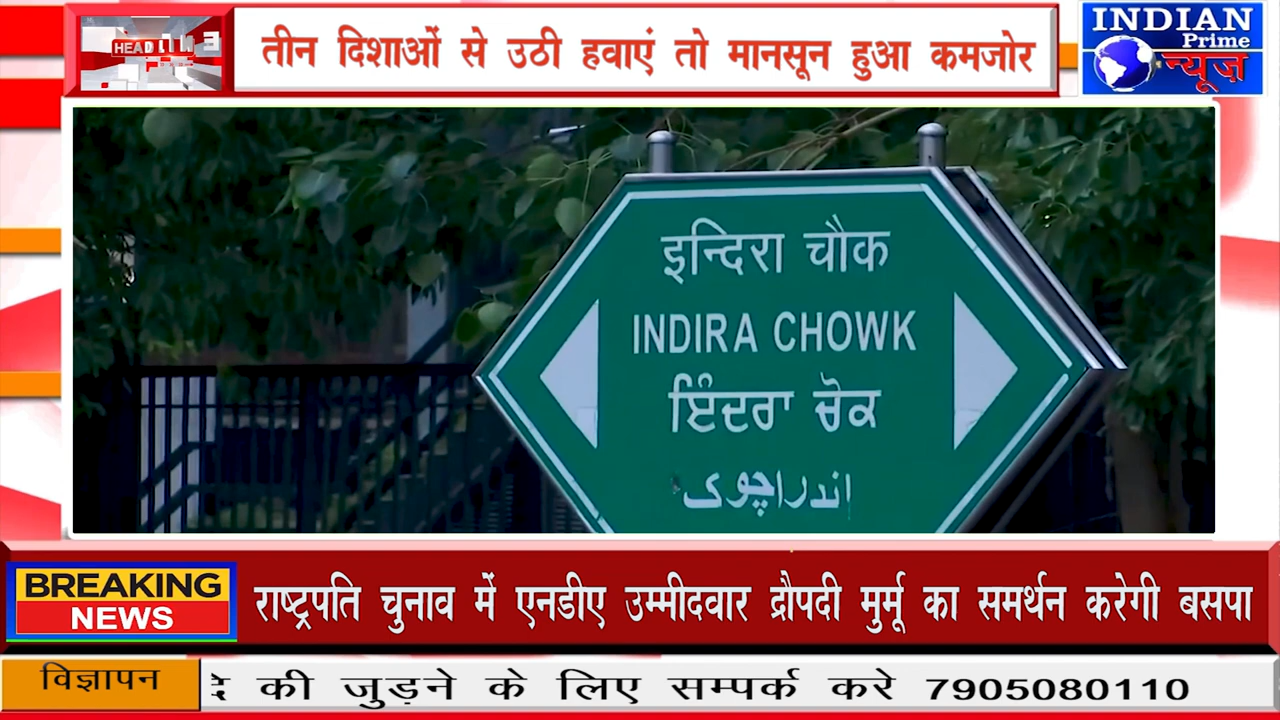 HEADLINE
तीन दिशाओं से उठी हवाएं तो मानसून हुआ कमजोर
INDIAN
Prime
न्यूज़
इन्दिरा चौक
INDIRA CHOWK
ਇੰਦਰਾ ਚੋਕ
اندرا چوک
BREAKING
NEWS
राष्ट्रपति चुनाव में एनडीए उम्मीदवार द्रौपदी मुर्मू का समर्थन करेगी बसपा
विज्ञापन
की जुड़ने के लिए सम्पर्क करे 7905080110